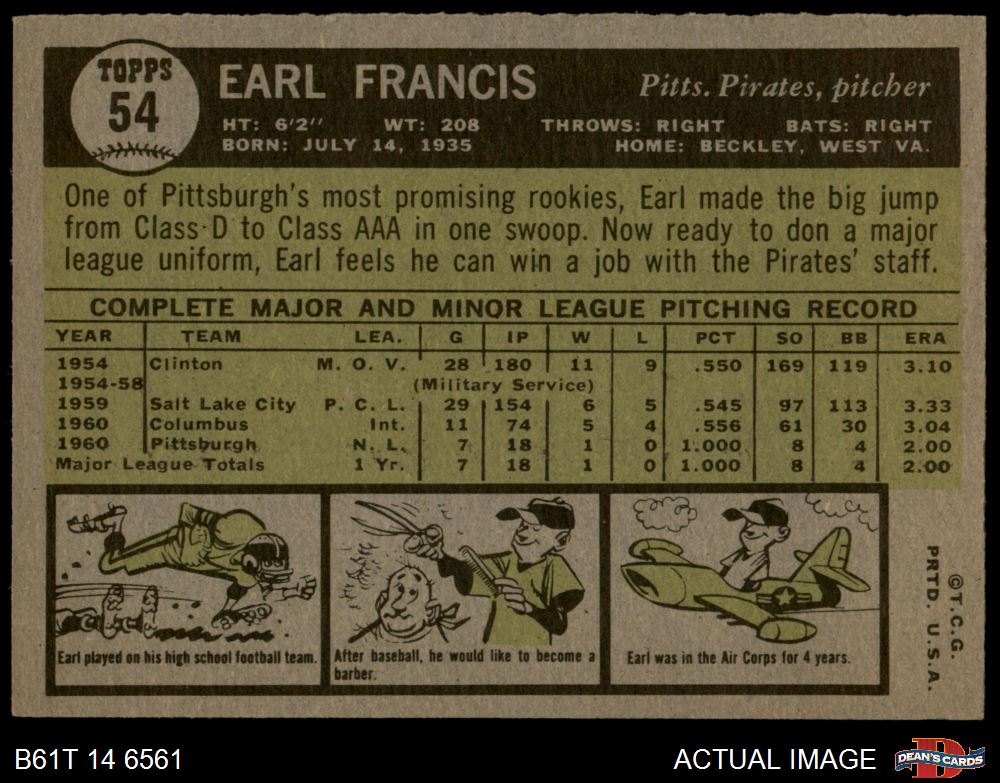 TOPPS
54
EARL FRANCIS
Pitts. Pirates, pitcher
HT: 6'2" WT: 208 THROWS: RIGHT BATS: RIGHT
BORN: JULY 14, 1935 HOME: BECKLEY, WEST VA.
One of Pittsburgh's most promising rookies, Earl made the big jump
from Class D to Class AAA in one swoop. Now ready to don a major
league uniform, Earl feels he can win a job with the Pirates' staff.
COMPLETE MAJOR AND MINOR LEAGUE PITCHING RECORD
YEAR TEAM LEA. G IP W L PCT SO BB ERA
1954 Clinton M. O. V. 28 180 11 9 .550 169 119 3.10
1954-58 (Military Service)
1959 Salt Lake City P. C. L. 29 154 6 5 .545 97 113 3.33
1960 Columbus Int. 11 74 5 4 .556 61 30 3.04
1960 Pittsburgh N. L. 7 18 1 0 1.000 8 4 2.00
Major League Totals 1 Yr. 7 18 1 0 1.000 8 4 2.00
Earl played on his high school football team.
After baseball, he would like to become a
barber.
Earl was in the Air Corps for 4 years.
©T.C.G.
PRTD. U.S.A.
B61T 14 6561
ACTUAL IMAGE
D
DEAN'S CARDS